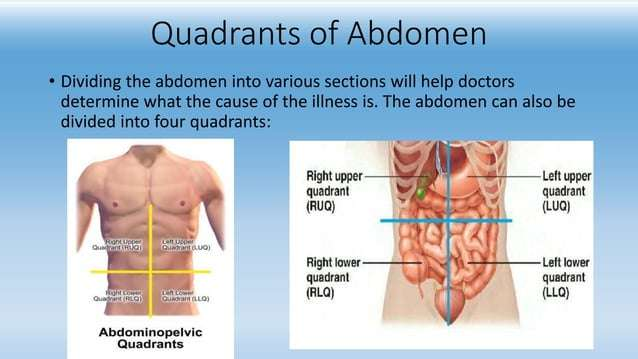 Quadrants of Abdomen
• Dividing the abdomen into various sections will help doctors
determine what the cause of the illness is. The abdomen can also be
divided into four quadrants:
Right Upper
Quadrant (RUQ)
Left Upper
Quadrant (LUQ)
Right Lower
Quadrant (RLQ)
Left Lower
Quadrant (LLQ)
Abdominopelvic
Quadrants
Right upper
quadrant
(RUQ)
Left upper
quadrant
(LUQ)
Right lower
quadrant
(RLQ)
Left lower
quadrant
(LLQ)